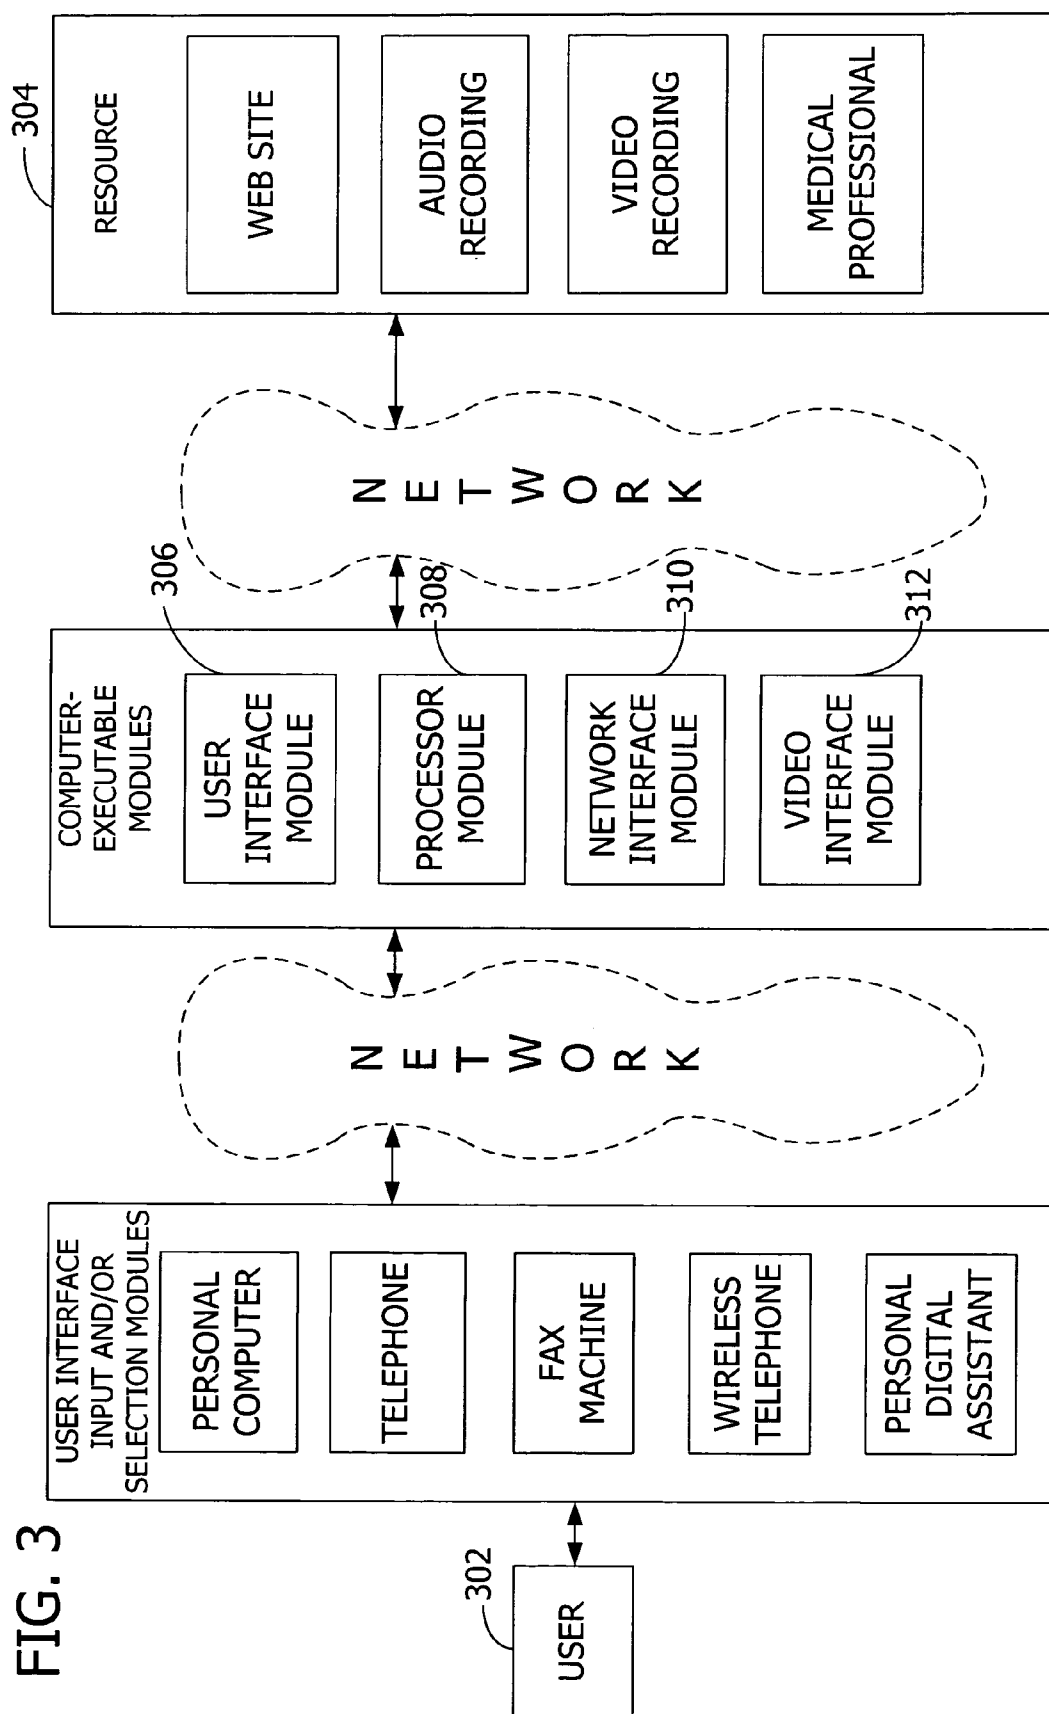 FIG. 3
302
USER
USER INTERFACE
INPUT AND/OR
SELECTION MODULES
PERSONAL
COMPUTER
TELEPHONE
FAX
MACHINE
WIRELESS
TELEPHONE
PERSONAL
DIGITAL
ASSISTANT
NETWORK
COMPUTER-
EXECUTABLE
MODULES
USER
INTERFACE
MODULE
306
PROCESSOR
MODULE
308
NETWORK
INTERFACE
MODULE
310
VIDEO
INTERFACE
MODULE
312
NETWORK
304
RESOURCE
WEB SITE
AUDIO
RECORDING
VIDEO
RECORDING
MEDICAL
PROFESSIONAL